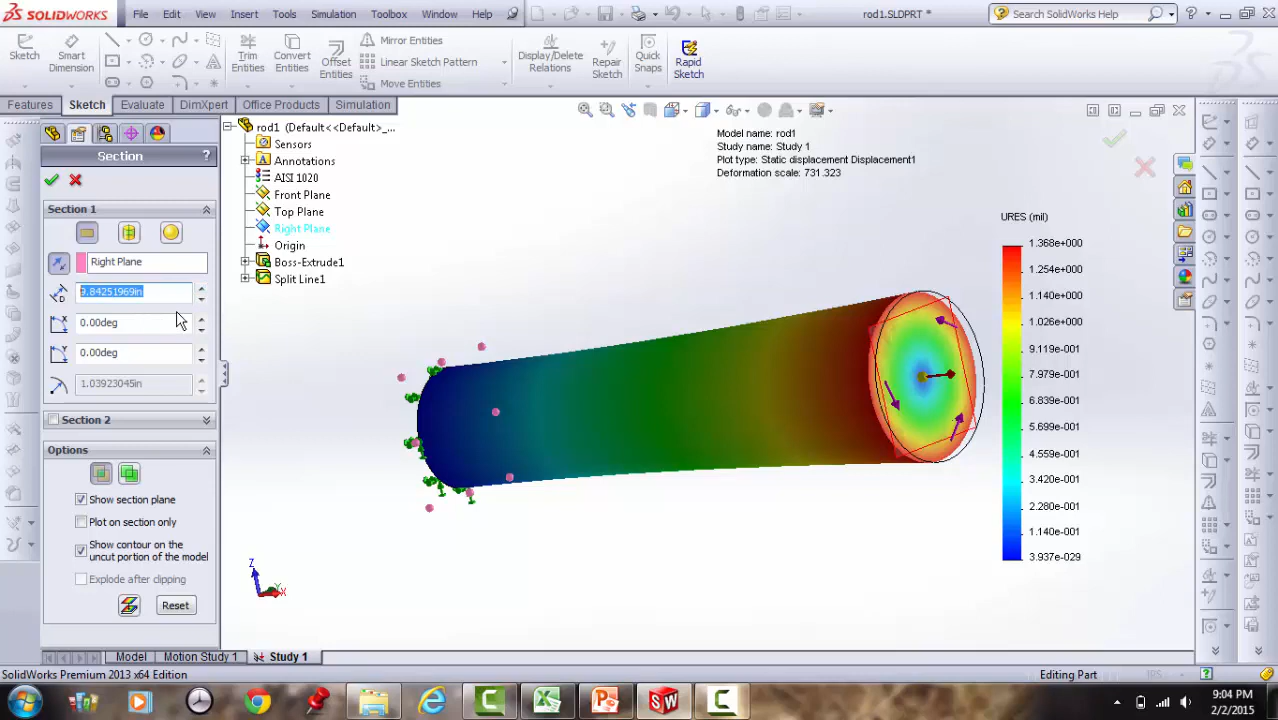 SOLIDWORKS File Edit View Insert Tools Simulation Toolbox Window Help rod1.SLDPRT * Search SolidWorks Help
Sketch Smart Dimension Trim Entities Convert Entities Offset Entities Mirror Entities Linear Sketch Pattern Move Entities Display/Delete Relations Repair Sketch Quick Snaps Rapid Sketch
Features Sketch Evaluate DimXpert Office Products Simulation
Section ?
Section 1
Right Plane
9.84251969in
0.00deg
0.00deg
1.03923045in
Section 2
Options
Show section plane
Plot on section only
Show contour on the uncut portion of the model
Explode after clipping
Reset
rod1 (Default<<Default>_...
Sensors
Annotations
AISI 1020
Front Plane
Top Plane
Right Plane
Origin
Boss-Extrude1
Split Line1
Model name: rod1
Study name: Study 1
Plot type: Static displacement Displacement1
Deformation scale: 731.323
URES (mil)
1.368e+000
1.254e+000
1.140e+000
1.026e+000
9.119e-001
7.979e-001
6.839e-001
5.699e-001
4.560e-001
3.420e-001
2.280e-001
1.140e-001
3.937e-029
Z
Y
X
Model Motion Study 1 Study 1
SolidWorks Premium 2013 x64 Edition Editing Part IPS
9:04 PM
2/2/2015